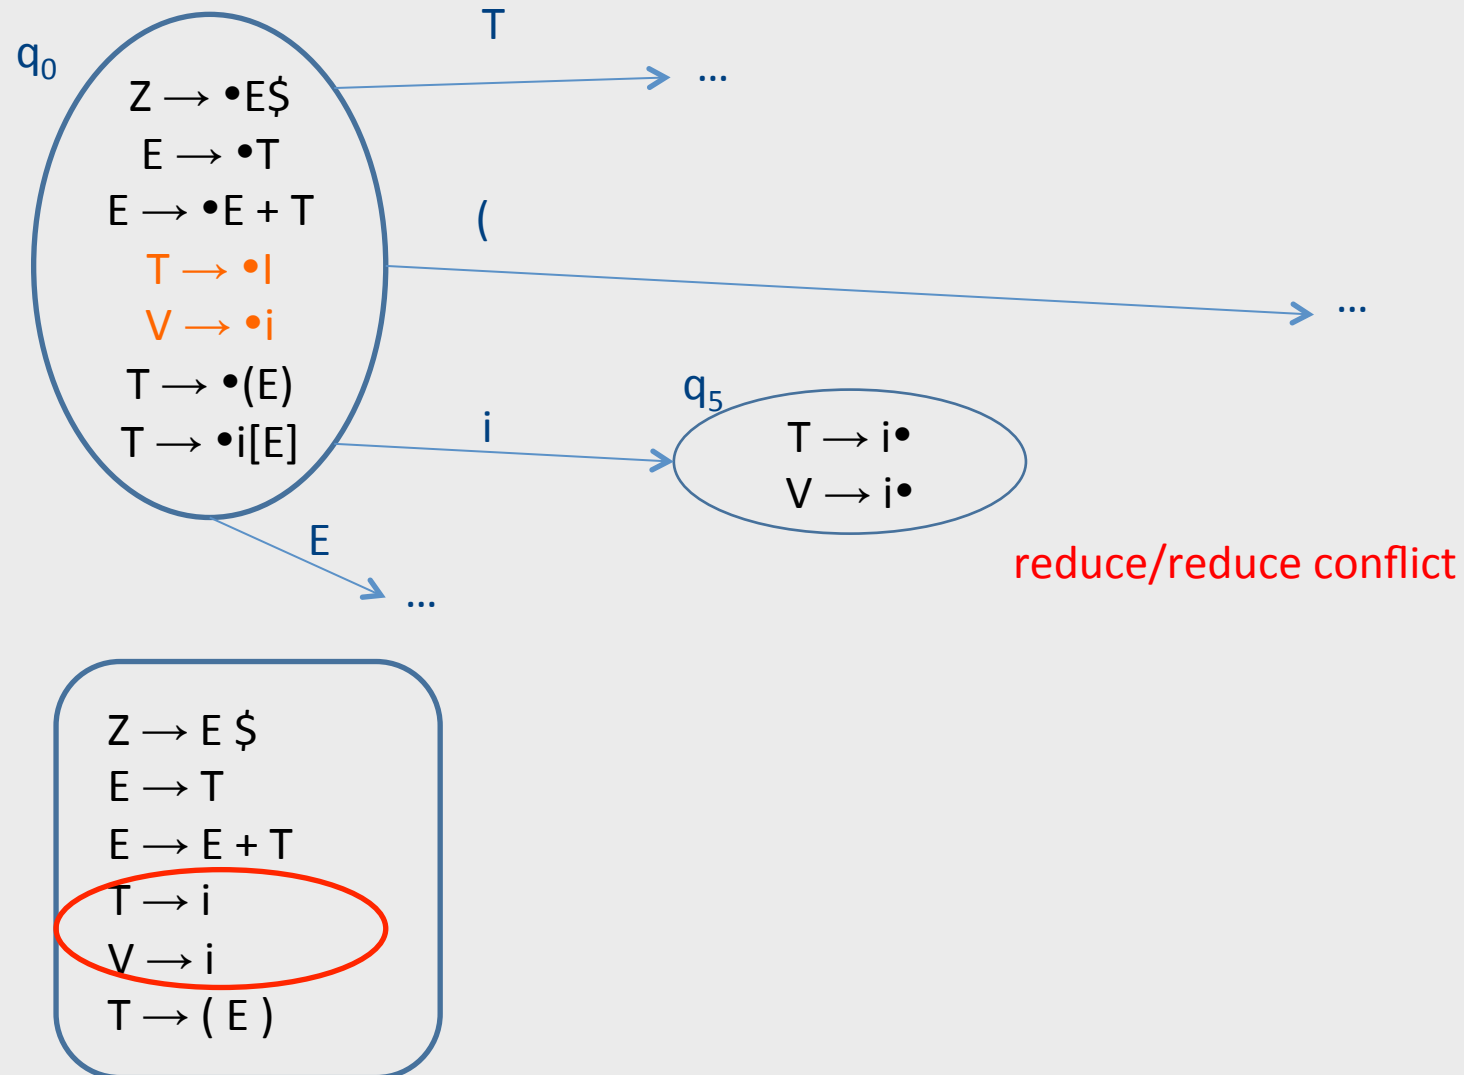 T
q₀
...
Z → •E$
E → •T
E → •E + T
(
T → •I
V → •i
...
T → •(E)
T → •i[E]
i
q₅
T → i•
V → i•
E
...
reduce/reduce conflict
Z → E $
E → T
E → E + T
T → i
V → i
T → ( E )